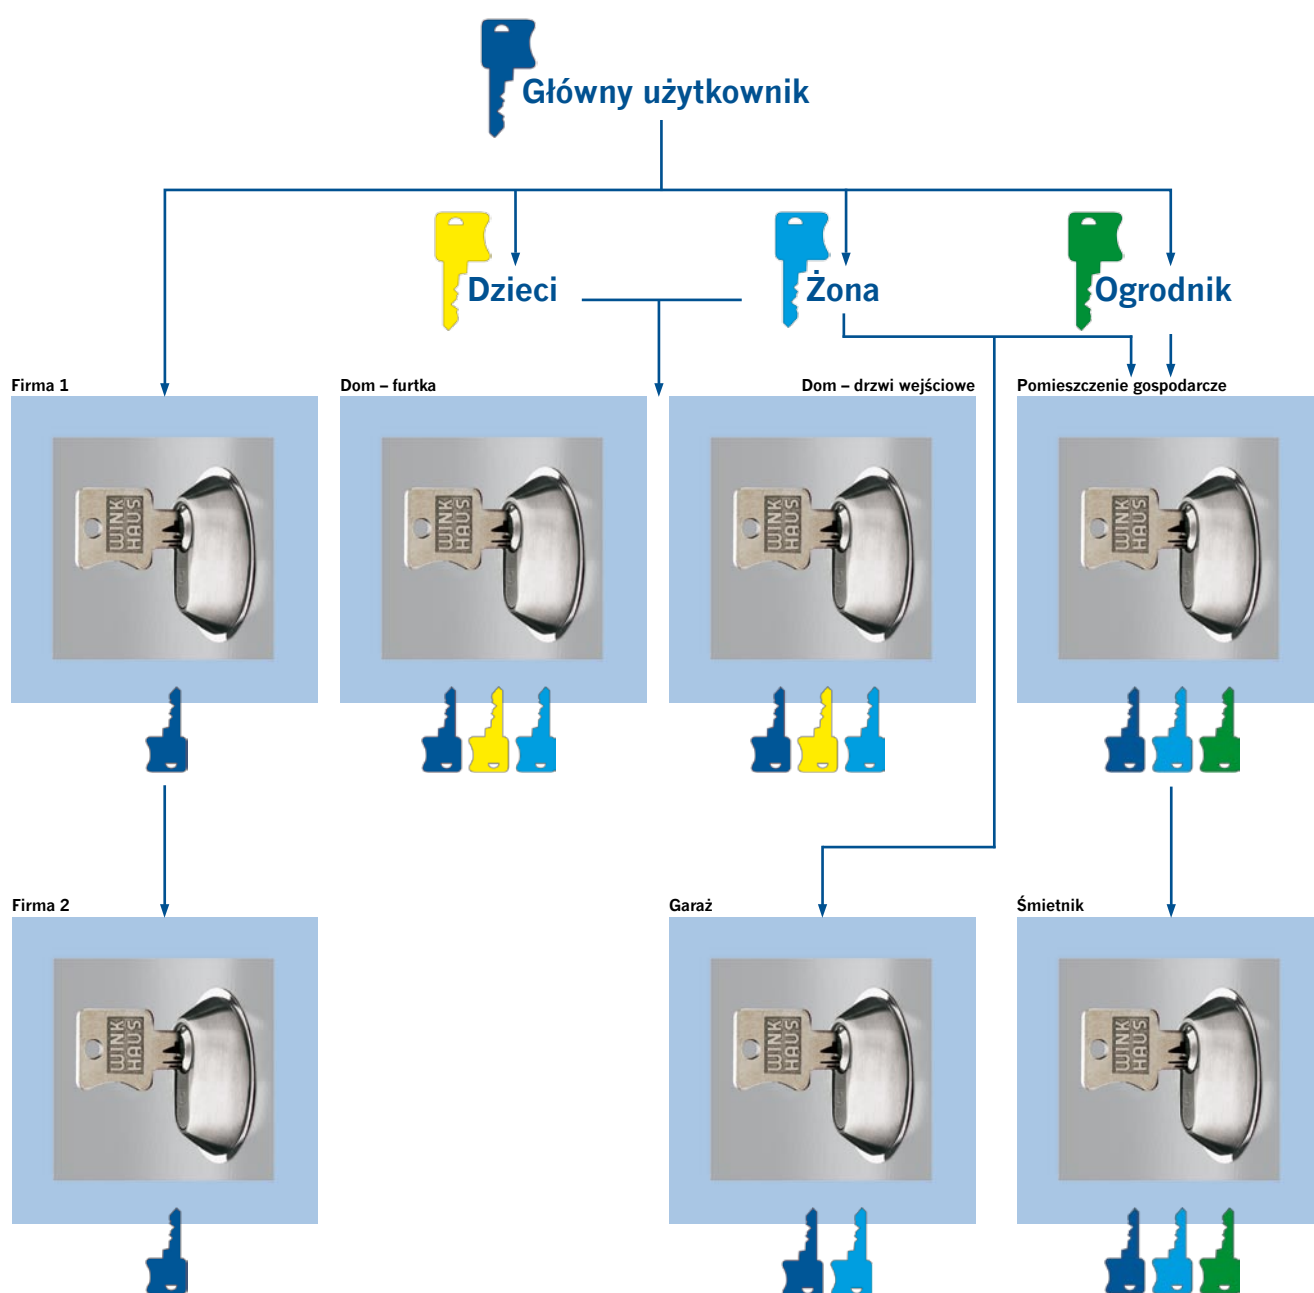 Główny użytkownik
Dzieci
Żona
Ogrodnik
Firma 1
Dom – furtka
Dom – drzwi wejściowe
Pomieszczenie gospodarcze
WINK
HAUS
WINK
HAUS
WINK
HAUS
WINK
HAUS
Firma 2
Garaż
Śmietnik
WINK
HAUS
WINK
HAUS
WINK
HAUS